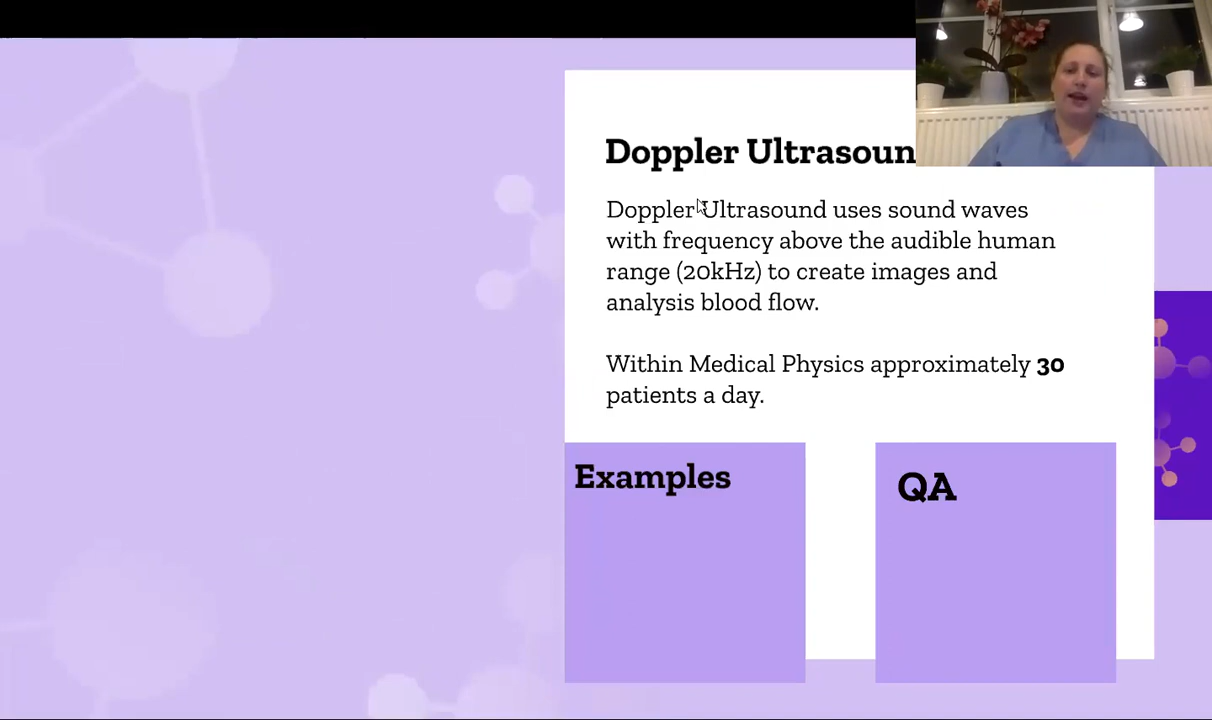 Doppler Ultrasoun
Doppler Ultrasound uses sound waves
with frequency above the audible human
range (20kHz) to create images and
analysis blood flow.
Within Medical Physics approximately 30
patients a day.
Examples
QA